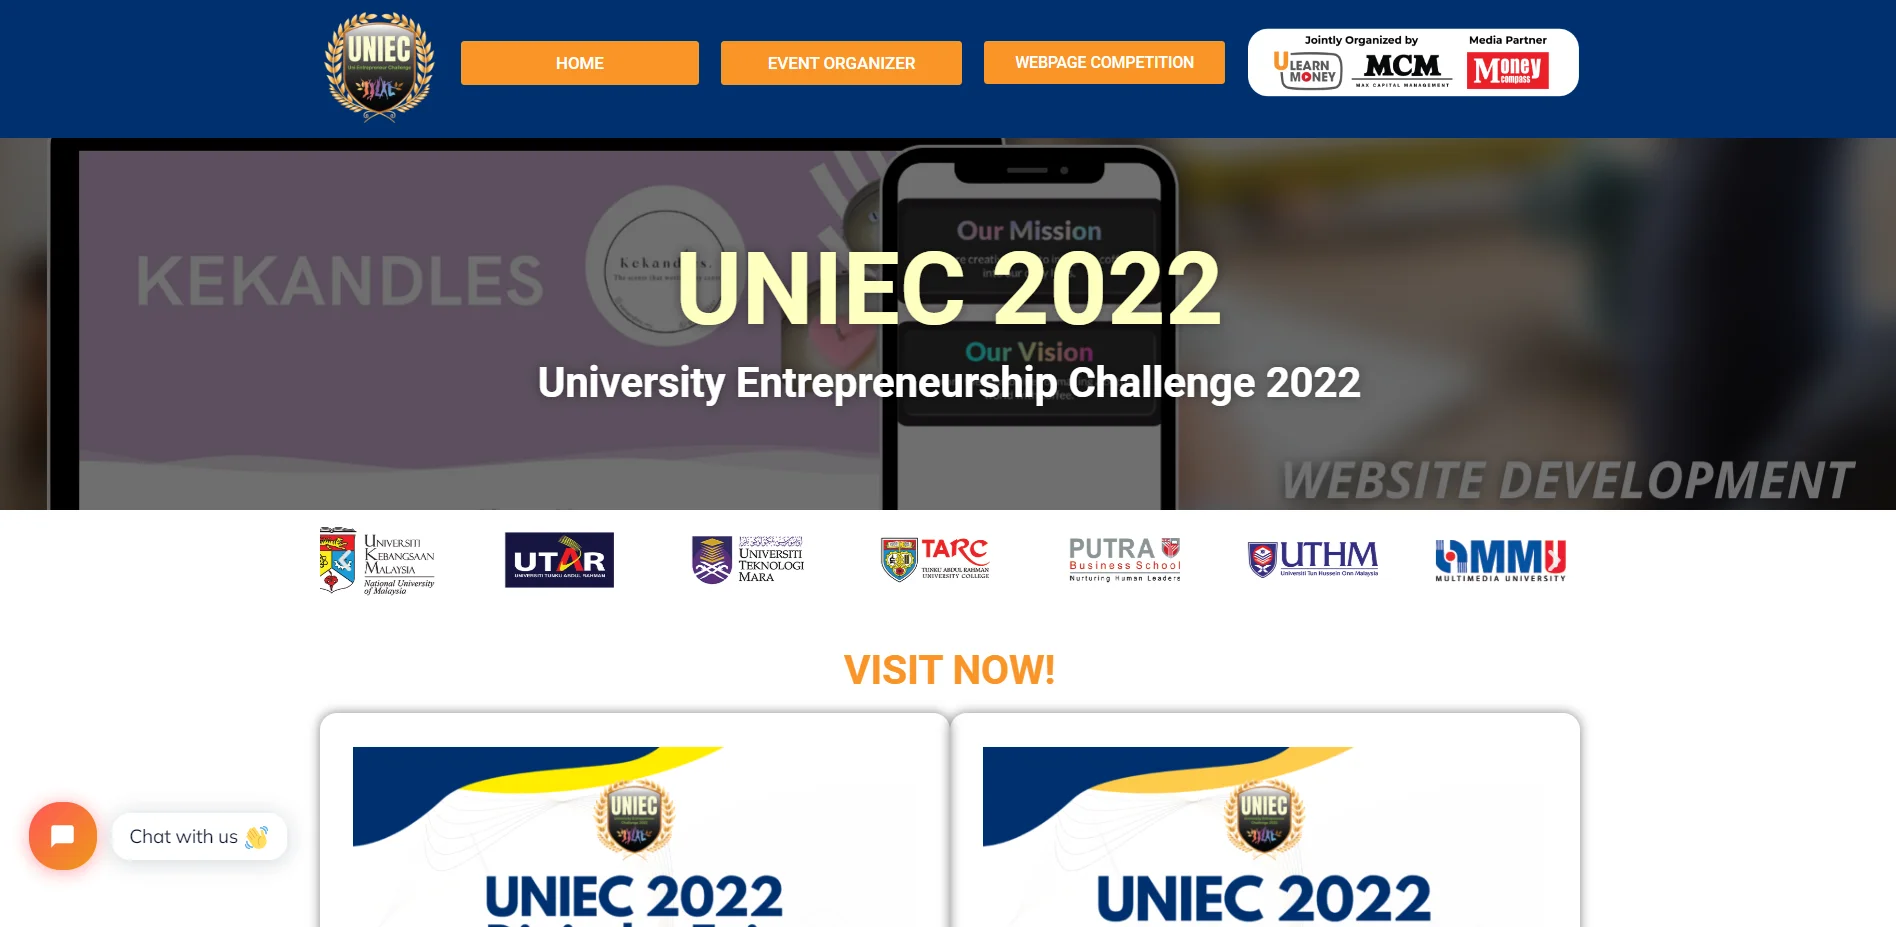 UNIEC
Uni-Entrepreneur Challenge
HOME
EVENT ORGANIZER
WEBPAGE COMPETITION
Jointly Organized by
Media Partner
U LEARN
MONEY
MCM
MAX CAPITAL MANAGEMENT
Money
compass
KEKANDLES
Kekandles.
Our Mission
UNIEC 2022
Our Vision
University Entrepreneurship Challenge 2022
WEBSITE DEVELOPMENT
UNIVERSITI
KEBANGSAAN
MALAYSIA
National University
of Malaysia
UTAR
UNIVERSITI TUNKU ABDUL RAHMAN
UNIVERSITI
TEKNOLOGI
MARA
TARC
TUNKU ABDUL RAHMAN
UNIVERSITY COLLEGE
PUTRA
Business School
Nurturing Human Leaders
UTHM
Universiti Tun Hussein Onn Malaysia
MMU
MULTIMEDIA UNIVERSITY
VISIT NOW!
UNIEC
UNIEC
Chat with us 👋
UNIEC 2022
UNIEC 2022